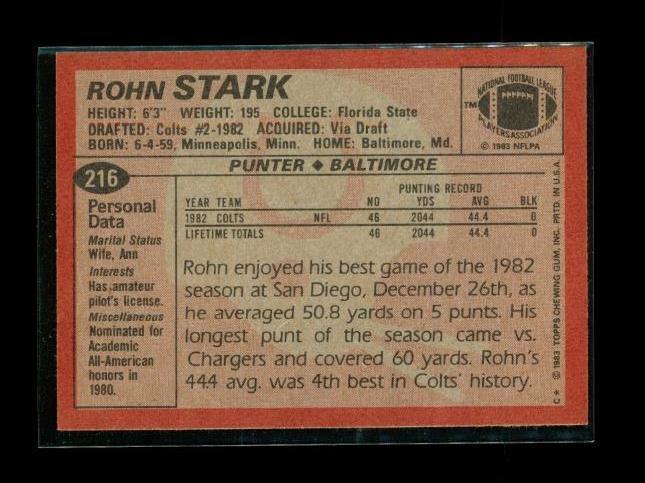 ROHN STARK
HEIGHT: 6'3" WEIGHT: 195 COLLEGE: Florida State
DRAFTED: Colts #2-1982 ACQUIRED: Via Draft
BORN: 6-4-59, Minneapolis, Minn. HOME: Baltimore, Md.
NATIONAL FOOTBALL LEAGUE
PLAYERS ASSOCIATION
TM
© 1983 NFLPA
216
PUNTER ◆ BALTIMORE
Personal
Data
Marital Status
Wife, Ann
Interests
Has amateur
pilot's license.
Miscellaneous
Nominated for
Academic
All-American
honors in
1980.
PUNTING RECORD
YEAR TEAM NO YDS AVG BLK
1982 COLTS NFL 46 2044 44.4 0
LIFETIME TOTALS 46 2044 44.4 0
Rohn enjoyed his best game of the 1982
season at San Diego, December 26th, as
he averaged 50.8 yards on 5 punts. His
longest punt of the season came vs.
Chargers and covered 60 yards. Rohn's
44.4 avg. was 4th best in Colts' history.
C* © 1983 TOPPS CHEWING GUM, INC. PRTD. IN U.S.A.